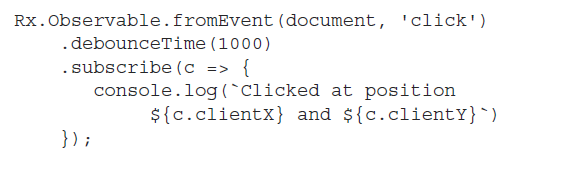 Rx.Observable.fromEvent(document, 'click')
    .debounceTime(1000)
    .subscribe(c => {
       console.log(`Clicked at position
            ${c.clientX} and ${c.clientY}`)
    });